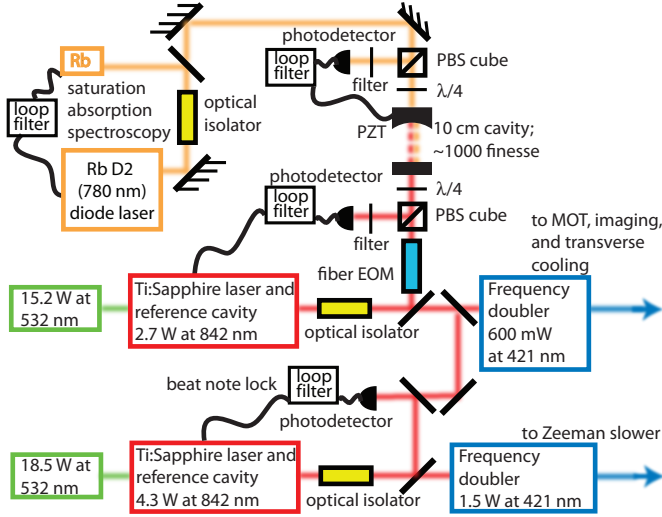 photodetector
Rb
loop
filter
filter
PBS cube
saturation
absorption
spectroscopy
loop
filter
optical
isolator
λ/4
PZT
10 cm cavity;
~1000 finesse
Rb D2
(780 nm)
diode laser
photodetector
loop
filter
filter
λ/4
PBS cube
fiber EOM
to MOT, imaging,
and transverse
cooling
15.2 W at
532 nm
Ti:Sapphire laser and
reference cavity
2.7 W at 842 nm
optical isolator
Frequency
doubler
600 mW
at 421 nm
beat note lock
loop
filter
photodetector
to Zeeman slower
18.5 W at
532 nm
Ti:Sapphire laser and
reference cavity
4.3 W at 842 nm
optical isolator
Frequency
doubler
1.5 W at 421 nm